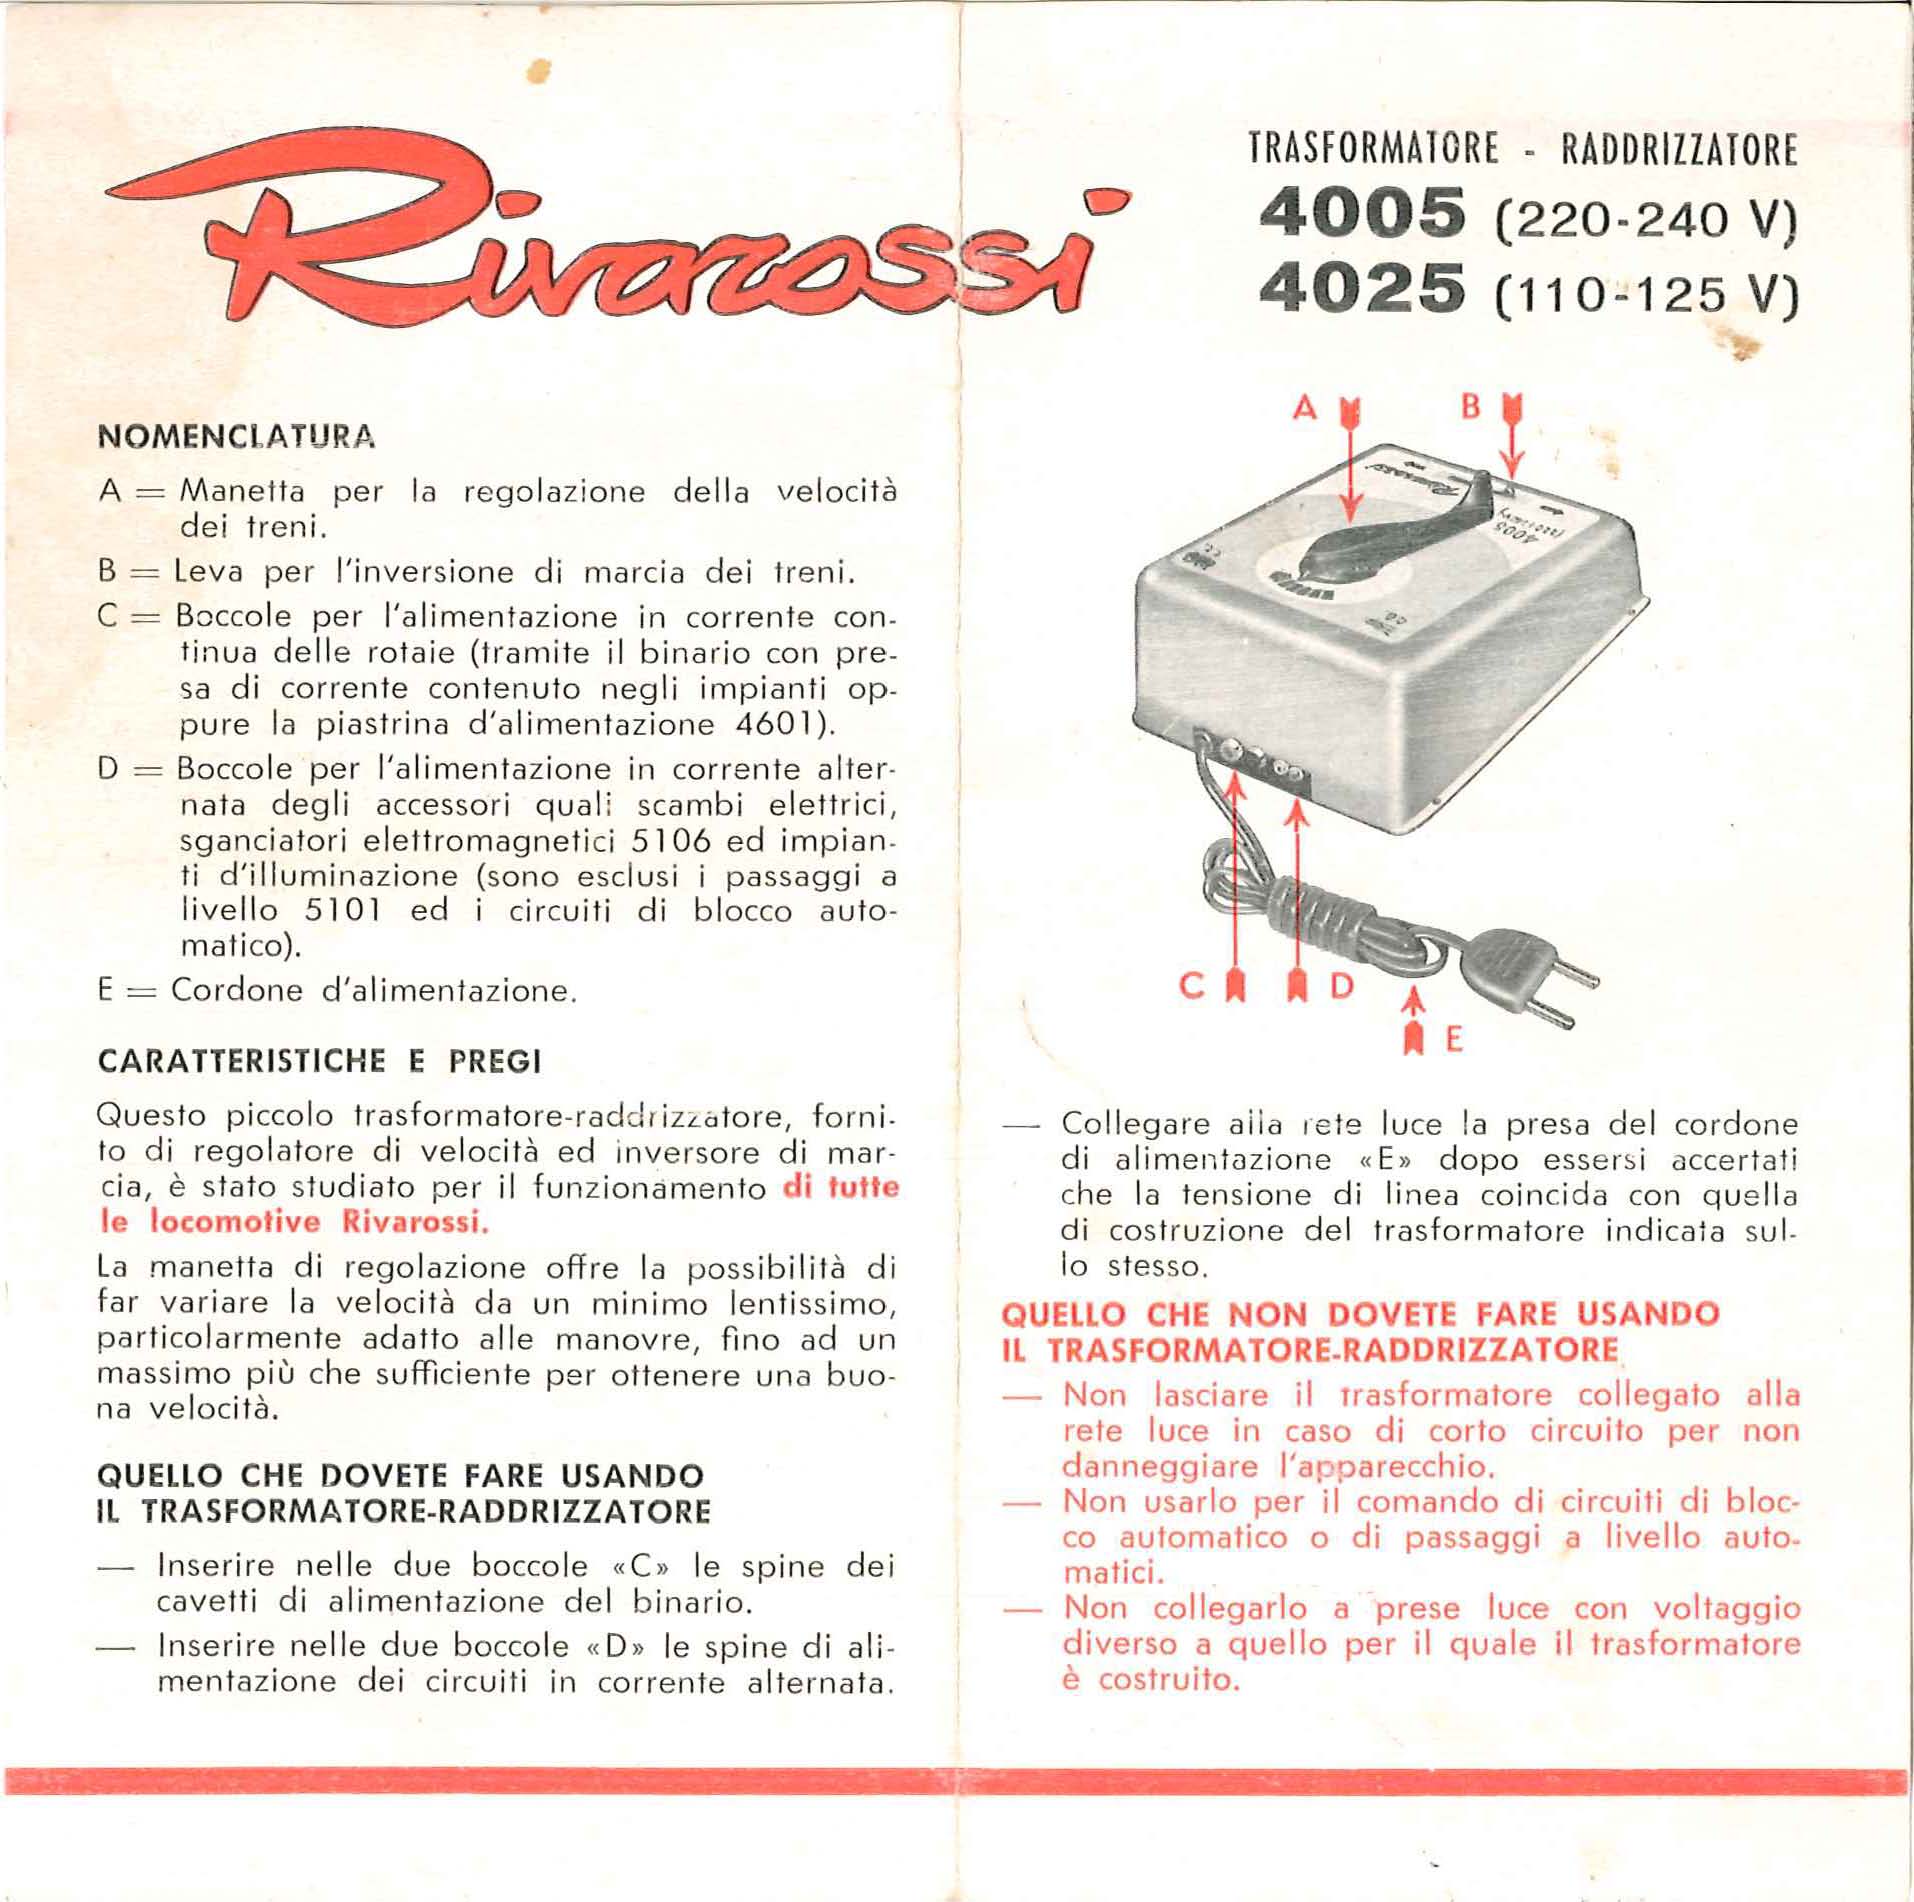 Rivarossi
TRASFORMATORE - RADDRIZZATORE
4005 (220-240 V)
4025 (110-125 V)
NOMENCLATURA
A = Manetta per la regolazione della velocità
dei treni.
B = Leva per l'inversione di marcia dei treni.
C = Boccole per l'alimentazione in corrente con-
tinua delle rotaie (tramite il binario con pre-
sa di corrente contenuto negli impianti op-
pure la piastrina d'alimentazione 4601).
D = Boccole per l'alimentazione in corrente alter-
nata degli accessori quali scambi elettrici,
sganciatori elettromagnetici 5106 ed impian-
ti d'illuminazione (sono esclusi i passaggi a
livello 5101 ed i circuiti di blocco auto-
matico).
E = Cordone d'alimentazione.
CARATTERISTICHE E PREGI
Questo piccolo trasformatore-raddrizzatore, forni-
to di regolatore di velocità ed inversore di mar-
cia, è stato studiato per il funzionamento di tutte
le locomotive Rivarossi.
La manetta di regolazione offre la possibilità di
far variare la velocità da un minimo lentissimo,
particolarmente adatto alle manovre, fino ad un
massimo più che sufficiente per ottenere una buo-
na velocità.
QUELLO CHE DOVETE FARE USANDO
IL TRASFORMATORE-RADDRIZZATORE
— Inserire nelle due boccole «C» le spine dei
cavetti di alimentazione del binario.
— Inserire nelle due boccole «D» le spine di ali-
mentazione dei circuiti in corrente alternata.
A B
Rivarossi
4005
C D
E
— Collegare alla rete luce la presa del cordone
di alimentazione «E» dopo essersi accertati
che la tensione di linea coincida con quella
di costruzione del trasformatore indicata sul-
lo stesso.
QUELLO CHE NON DOVETE FARE USANDO
IL TRASFORMATORE-RADDRIZZATORE
— Non lasciare il trasformatore collegato alla
rete luce in caso di corto circuito per non
danneggiare l'apparecchio.
— Non usarlo per il comando di circuiti di bloc-
co automatico o di passaggi a livello auto-
matici.
— Non collegarlo a prese luce con voltaggio
diverso a quello per il quale il trasformatore
è costruito.